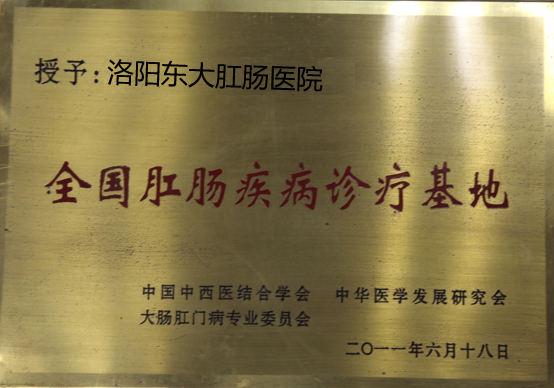 授予:洛阳东大肛肠医院
全国肛肠疾病诊疗基地
中国中西医结合学会 中华医学发展研究会
大肠肛门病专业委员会
二〇一一年六月十八日